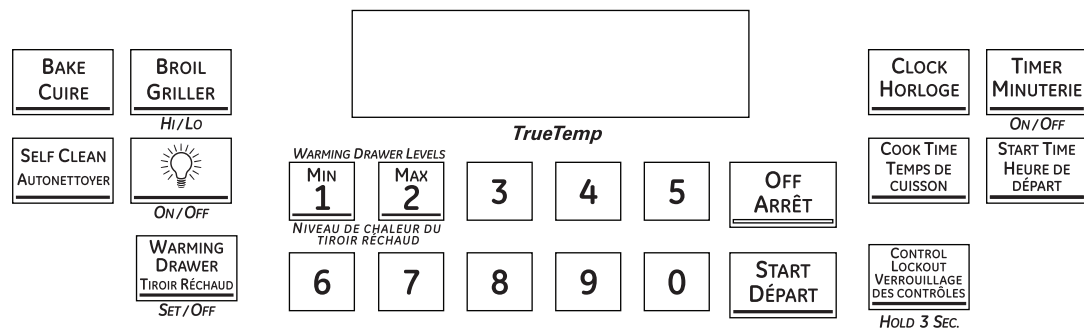 BAKE
CUIRE
BROIL
GRILLER
HI/LO
SELF CLEAN
AUTONETTOYER
ON/OFF
WARMING
DRAWER
TIROIR RÉCHAUD
SET/OFF
TrueTemp
WARMING DRAWER LEVELS
MIN
1
MAX
2
3
4
5
NIVEAU DE CHALEUR DU
TIROIR RÉCHAUD
6
7
8
9
0
OFF
ARRÊT
START
DÉPART
CLOCK
HORLOGE
TIMER
MINUTERIE
ON/OFF
COOK TIME
TEMPS DE
CUISSON
START TIME
HEURE DE
DÉPART
CONTROL
LOCKOUT
VERROUILLAGE
DES CONTRÔLES
HOLD 3 SEC.